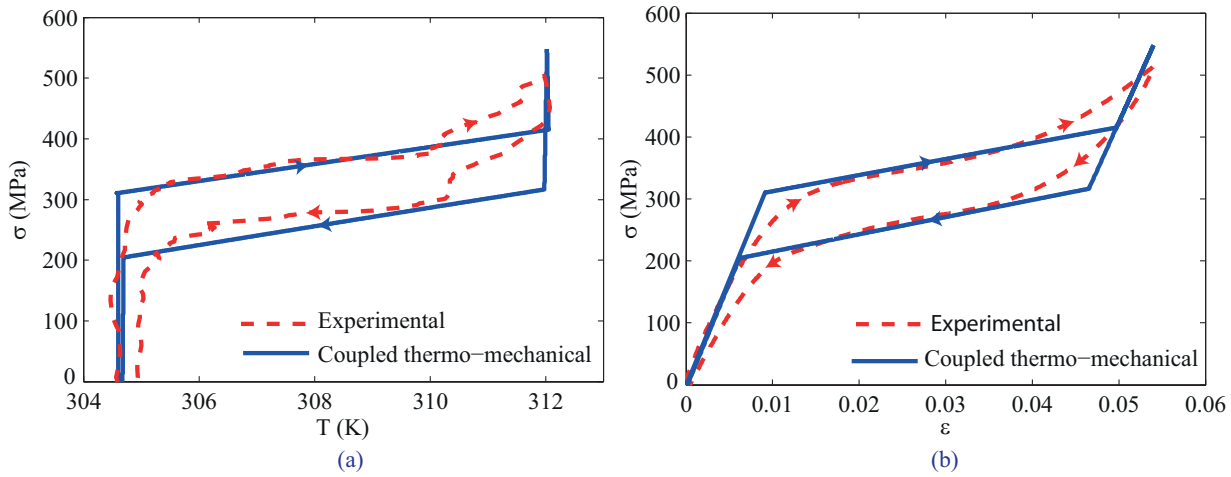 600
500
400
300
200
100
0
σ (MPa)
304
306
308
310
312
T (K)
Experimental
Coupled thermo−mechanical
(a)
600
500
400
300
200
100
0
σ (MPa)
0
0.01
0.02
0.03
0.04
0.05
0.06
ε
Experimental
Coupled thermo−mechanical
(b)